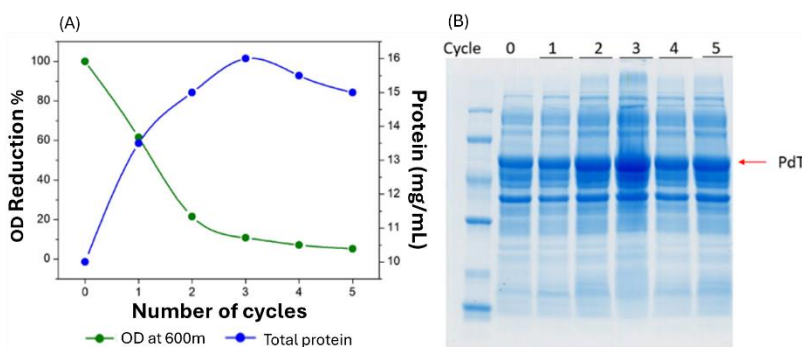 (A)
OD Reduction %
100
80
60
40
20
0
Protein (mg/mL)
16
15
14
13
12
11
10
0 1 2 3 4 5
Number of cycles
OD at 600m Total protein
(B)
Cycle 0 1 2 3 4 5
PdT